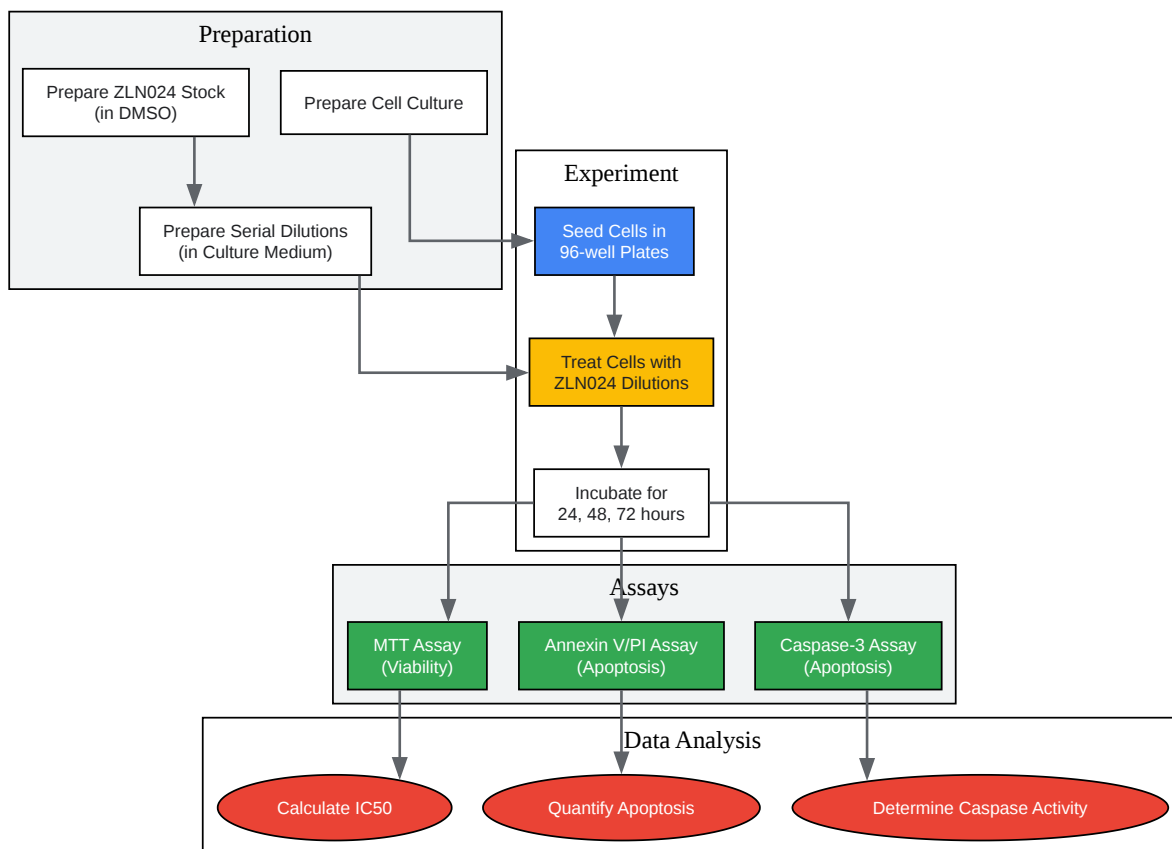 Preparation
Prepare ZLN024 Stock
(in DMSO)
Prepare Cell Culture
Prepare Serial Dilutions
(in Culture Medium)
Experiment
Seed Cells in
96-well Plates
Treat Cells with
ZLN024 Dilutions
Incubate for
24, 48, 72 hours
Assays
MTT Assay
(Viability)
Annexin V/PI Assay
(Apoptosis)
Caspase-3 Assay
(Apoptosis)
Data Analysis
Calculate IC50
Quantify Apoptosis
Determine Caspase Activity